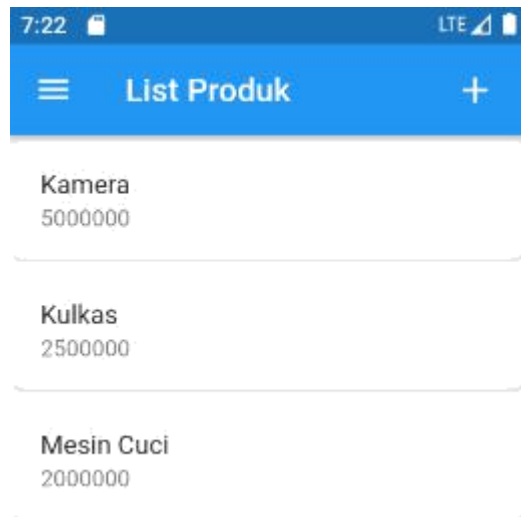 7:22 LTE
List Produk
Kamera
5000000
Kulkas
2500000
Mesin Cuci
2000000